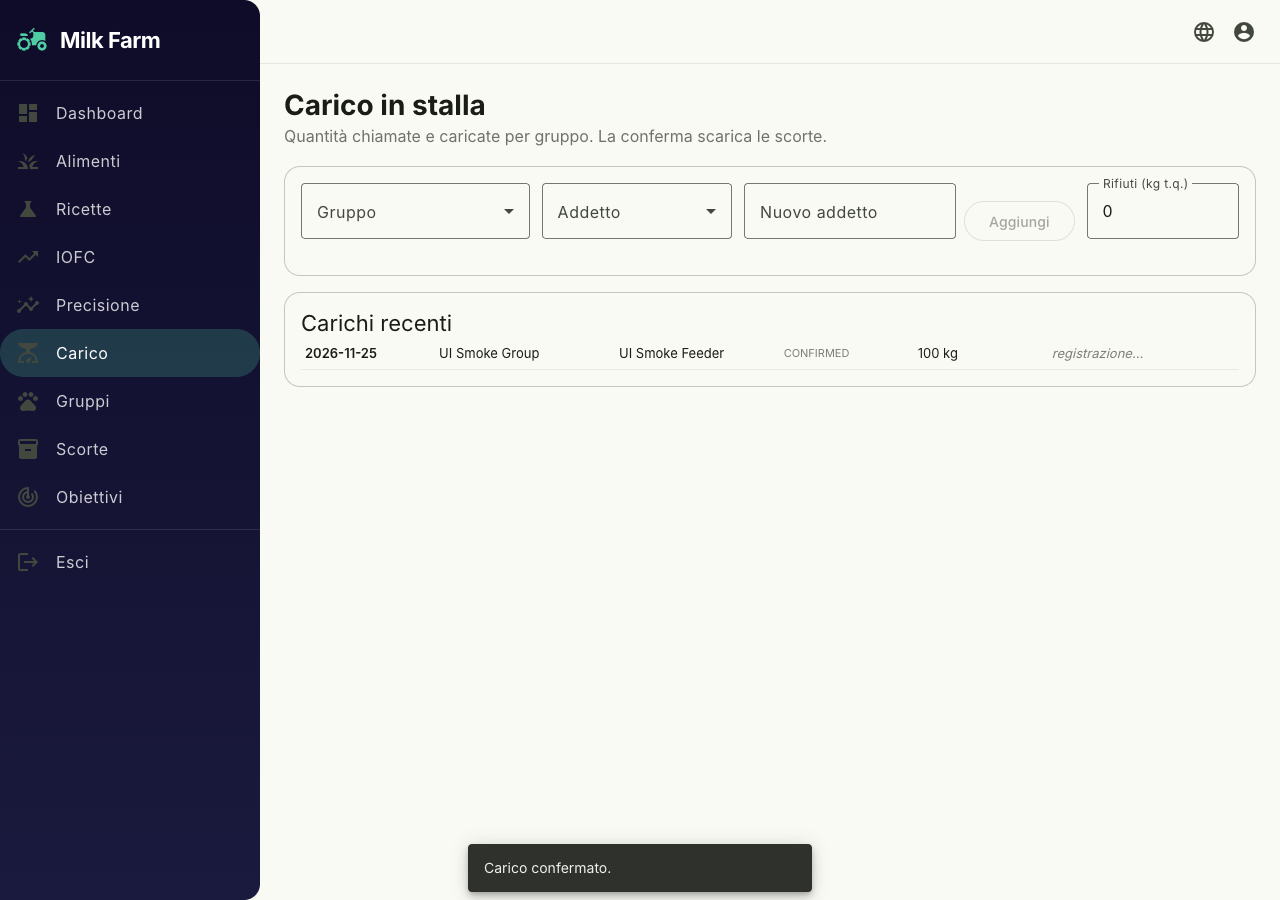 Milk Farm
Dashboard
Alimenti
Ricette
IOFC
Precisione
Carico
Gruppi
Scorte
Obiettivi
Esci
Carico in stalla
Quantità chiamate e caricate per gruppo. La conferma scarica le scorte.
Gruppo
Addetto
Nuovo addetto
Aggiungi
Rifiuti (kg t.q.)
0
Carichi recenti
2026-11-25 UI Smoke Group UI Smoke Feeder CONFIRMED 100 kg registrazione...
Carico confermato.